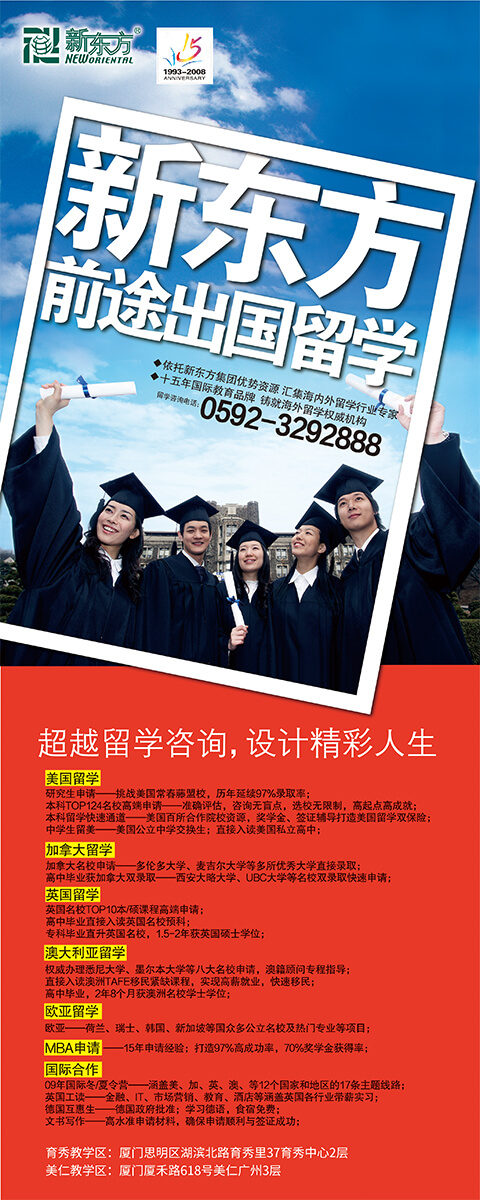 新东方®
NEW ORIENTAL
15
1993-2008
ANNIVERSARY
新东方
前途出国留学
◆依托新东方集团优势资源 汇集海内外留学行业专家
◆十五年国际教育品牌 铸就海外留学权威机构
留学咨询电话：0592-3292888
超越留学咨询，设计精彩人生
美国留学
研究生申请——挑战美国常春藤盟校，历年延续97%录取率；
本科TOP124名校高端申请——准确评估，咨询无盲点，选校无限制，高起点高成就；
本科留学快速通道——美国百所合作院校资源，奖学金、签证辅导打造美国留学双保险；
中学生留美——美国公立中学交换生；直接入读美国私立高中；
加拿大留学
加拿大名校申请——多伦多大学、麦吉尔大学等多所优秀大学直接录取；
高中毕业获加拿大双录取——西安大略大学、UBC大学等名校双录取快速申请；
英国留学
英国名校TOP10本/硕课程高端申请；
高中毕业直接入读英国名校预科；
专科毕业直升英国名校，1.5-2年获英国硕士学位；
澳大利亚留学
权威办理悉尼大学、墨尔本大学等八大名校申请，澳籍顾问专程指导；
直接入读澳洲TAFE移民紧缺课程，实现高薪就业，快速移民；
高中毕业，2年8个月获澳洲名校学士学位；
欧亚留学
欧亚——荷兰、瑞士、韩国、新加坡等国众多公立名校及热门专业等项目；
MBA申请 ——15年申请经验；打造97%高成功率，70%奖学金获得率；
国际合作
09年国际冬/夏令营——涵盖美、加、英、澳、等12个国家和地区的17条主题线路；
英国工读——金融、IT、市场营销、教育、酒店等涵盖英国各行业带薪实习；
德国互惠生——德国政府批准；学习德语，食宿免费；
文书写作——高水准申请材料，确保申请顺利与签证成功；
育秀教学区：厦门思明区湖滨北路育秀里37育秀中心2层
美仁教学区：厦门厦禾路618号美仁广州3层